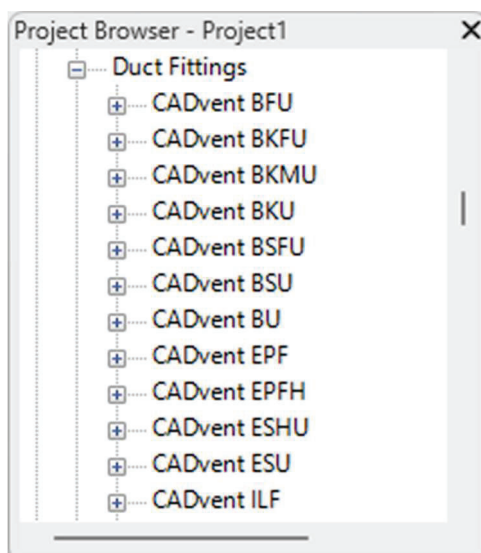 Project Browser - Project1
Duct Fittings
CADvent BFU
CADvent BKFU
CADvent BKMU
CADvent BKU
CADvent BSFU
CADvent BSU
CADvent BU
CADvent EPF
CADvent EPFH
CADvent ESHU
CADvent ESU
CADvent ILF